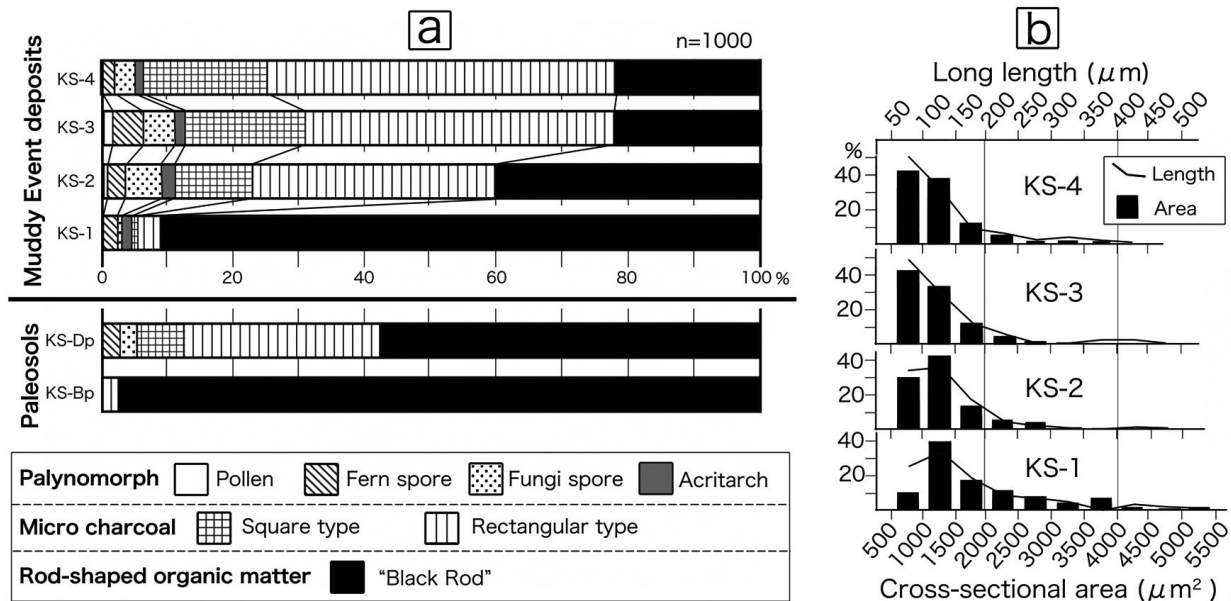 a
n=1000
Muddy Event deposits
KS-4
KS-3
KS-2
KS-1
0 20 40 60 80 100 %
Paleosols
KS-Dp
KS-Bp
Palynomorph Pollen Fern spore Fungi spore Acritarch
Micro charcoal Square type Rectangular type
Rod-shaped organic matter “Black Rod”
b
Long length (μm)
50 100 150 200 250 300 350 400 450 500
%
40
20
KS-4
Length
Area
40
20
KS-3
40
20
KS-2
40
20
KS-1
500 1000 1500 2000 2500 3000 3500 4000 4500 5000 5500
Cross-sectional area (μm²)